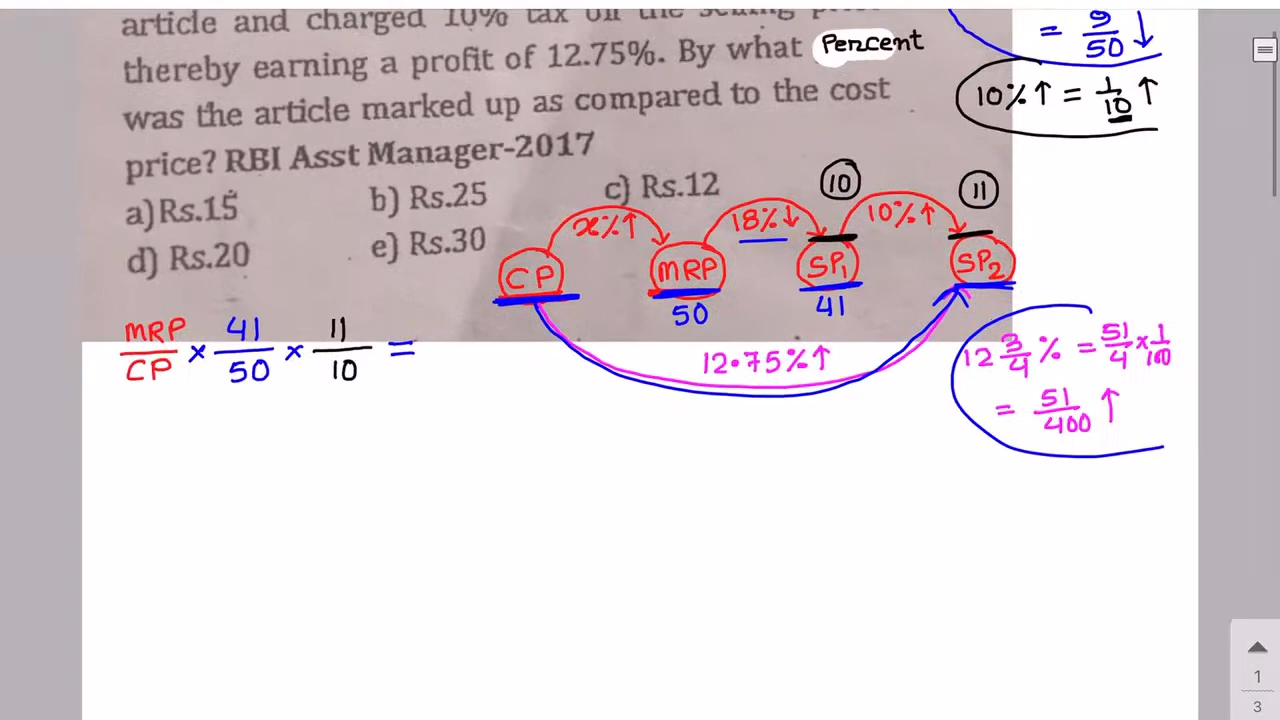 article and charged 10% tax on the selling
thereby earning a profit of 12.75%. By what Percent
was the article marked up as compared to the cost
price? RBI Asst Manager-2017
a)Rs.15 b) Rs.25 c) Rs.12
d) Rs.20 e) Rs.30
= 9/50 ↓
10%↑ = 1/10 ↑
10 11
x%↑ 18%↓ 10%↑
CP MRP SP1 SP2
50 41
12.75%↑
MRP/CP × 41/50 × 11/10 =
12 3/4 % = 51/4 × 1/100
= 51/400 ↑
1
3